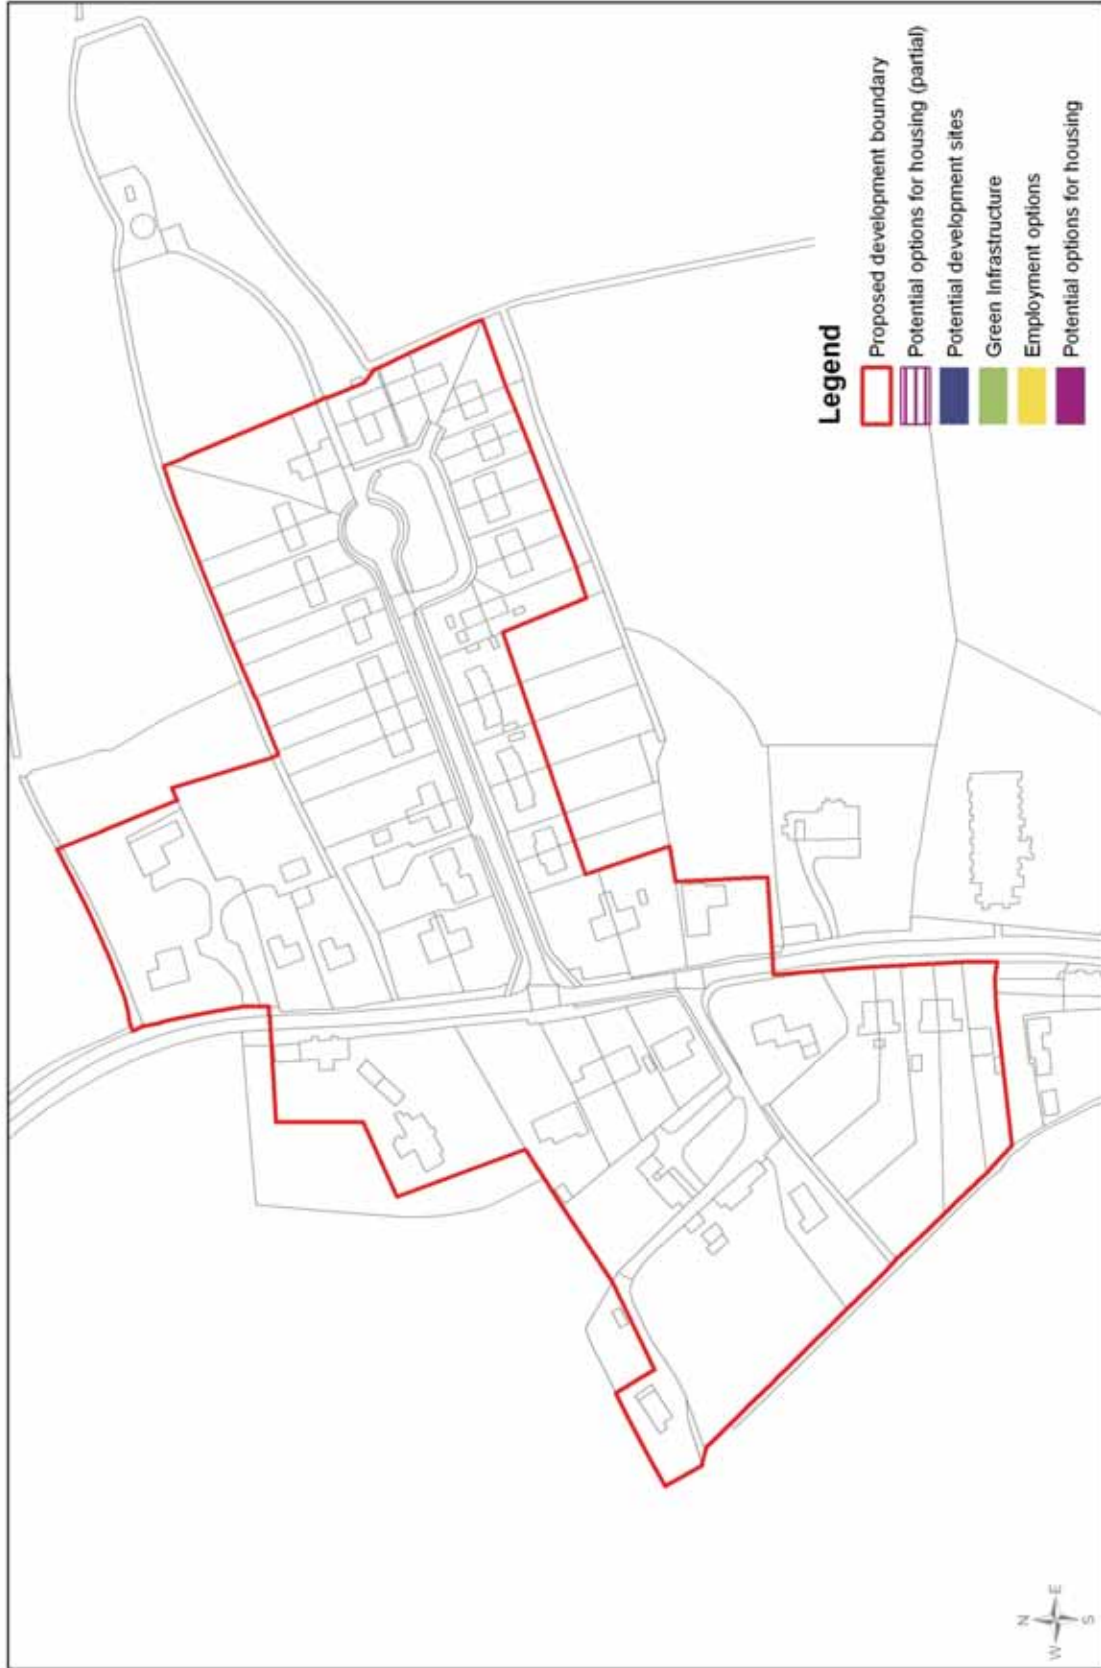 Legend
Proposed development boundary
Potential options for housing (partial)
Potential development sites
Green Infrastructure
Employment options
Potential options for housing
N
W E
S